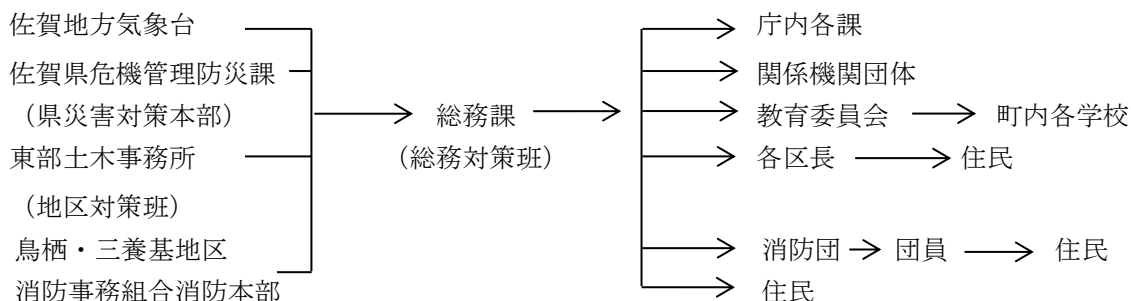 佐賀地方気象台
佐賀県危機管理防災課
（県災害対策本部）
東部土木事務所
（地区対策班）
鳥栖・三養基地区
消防事務組合消防本部
総務課
（総務対策班）
庁内各課
関係機関団体
教育委員会 町内各学校
各区長 住民
消防団 団員 住民
住民